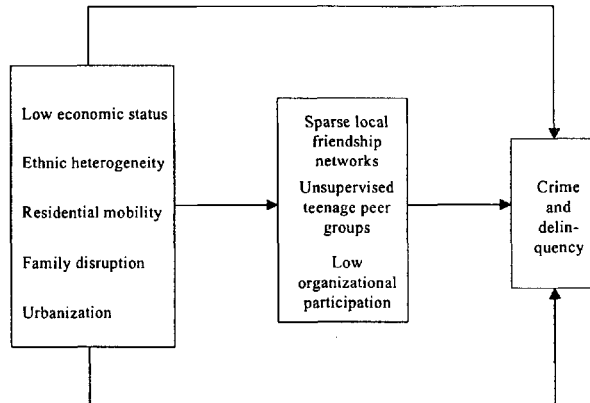 Low economic status
Ethnic heterogeneity
Residential mobility
Family disruption
Urbanization
Sparse local
friendship
networks
Unsupervised
teenage peer
groups
Low
organizational
participation
Crime
and
delin-
quency